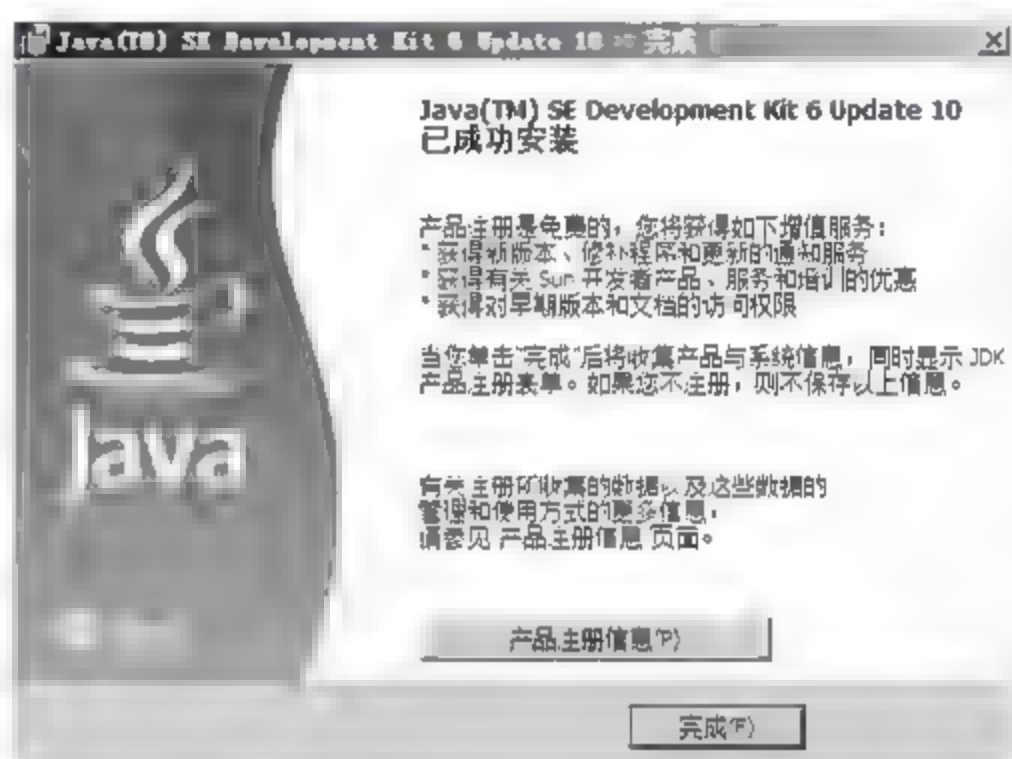 Java(TM) SE Development Kit 6 Update 10 - 完成
Java(TM) SE Development Kit 6 Update 10
已成功安装
产品注册是免费的，您将获得如下增值服务：
* 获得新版本、修补程序和更新的通知服务
* 获得有关 Sun 开发者产品、服务和培训的优惠
* 获得对早期版本和文档的访问权限
当您单击"完成"后将收集产品与系统信息，同时显示 JDK
产品注册表单。如果您不注册，则不保存以上信息。
有关注册所收集的数据以及这些数据的
管理和使用方式的更多信息，
请参见 产品注册信息 页面。
Java
产品注册信息(P)
完成(F)